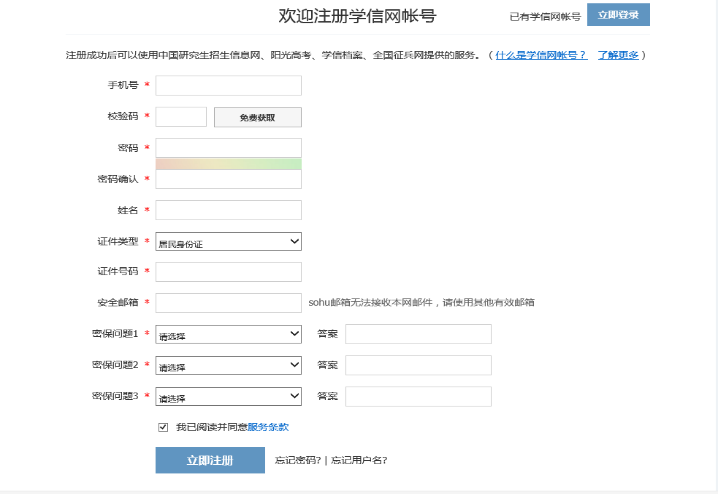 欢迎注册学信网帐号
已有学信网帐号 立即登录
注册成功后可以使用中国研究生招生信息网、阳光高考、学信档案、全国征兵网提供的服务。（什么是学信网帐号？ 了解更多）
手机号 *
校验码 * 免费获取
密码 *
密码确认 *
姓名 *
证件类型 * 居民身份证
证件号码 *
安全邮箱 * sohu邮箱无法接收本网邮件，请使用其他有效邮箱
密保问题1 * 请选择 答案
密保问题2 * 请选择 答案
密保问题3 * 请选择 答案
我已阅读并同意服务条款
立即注册 忘记密码? | 忘记用户名?